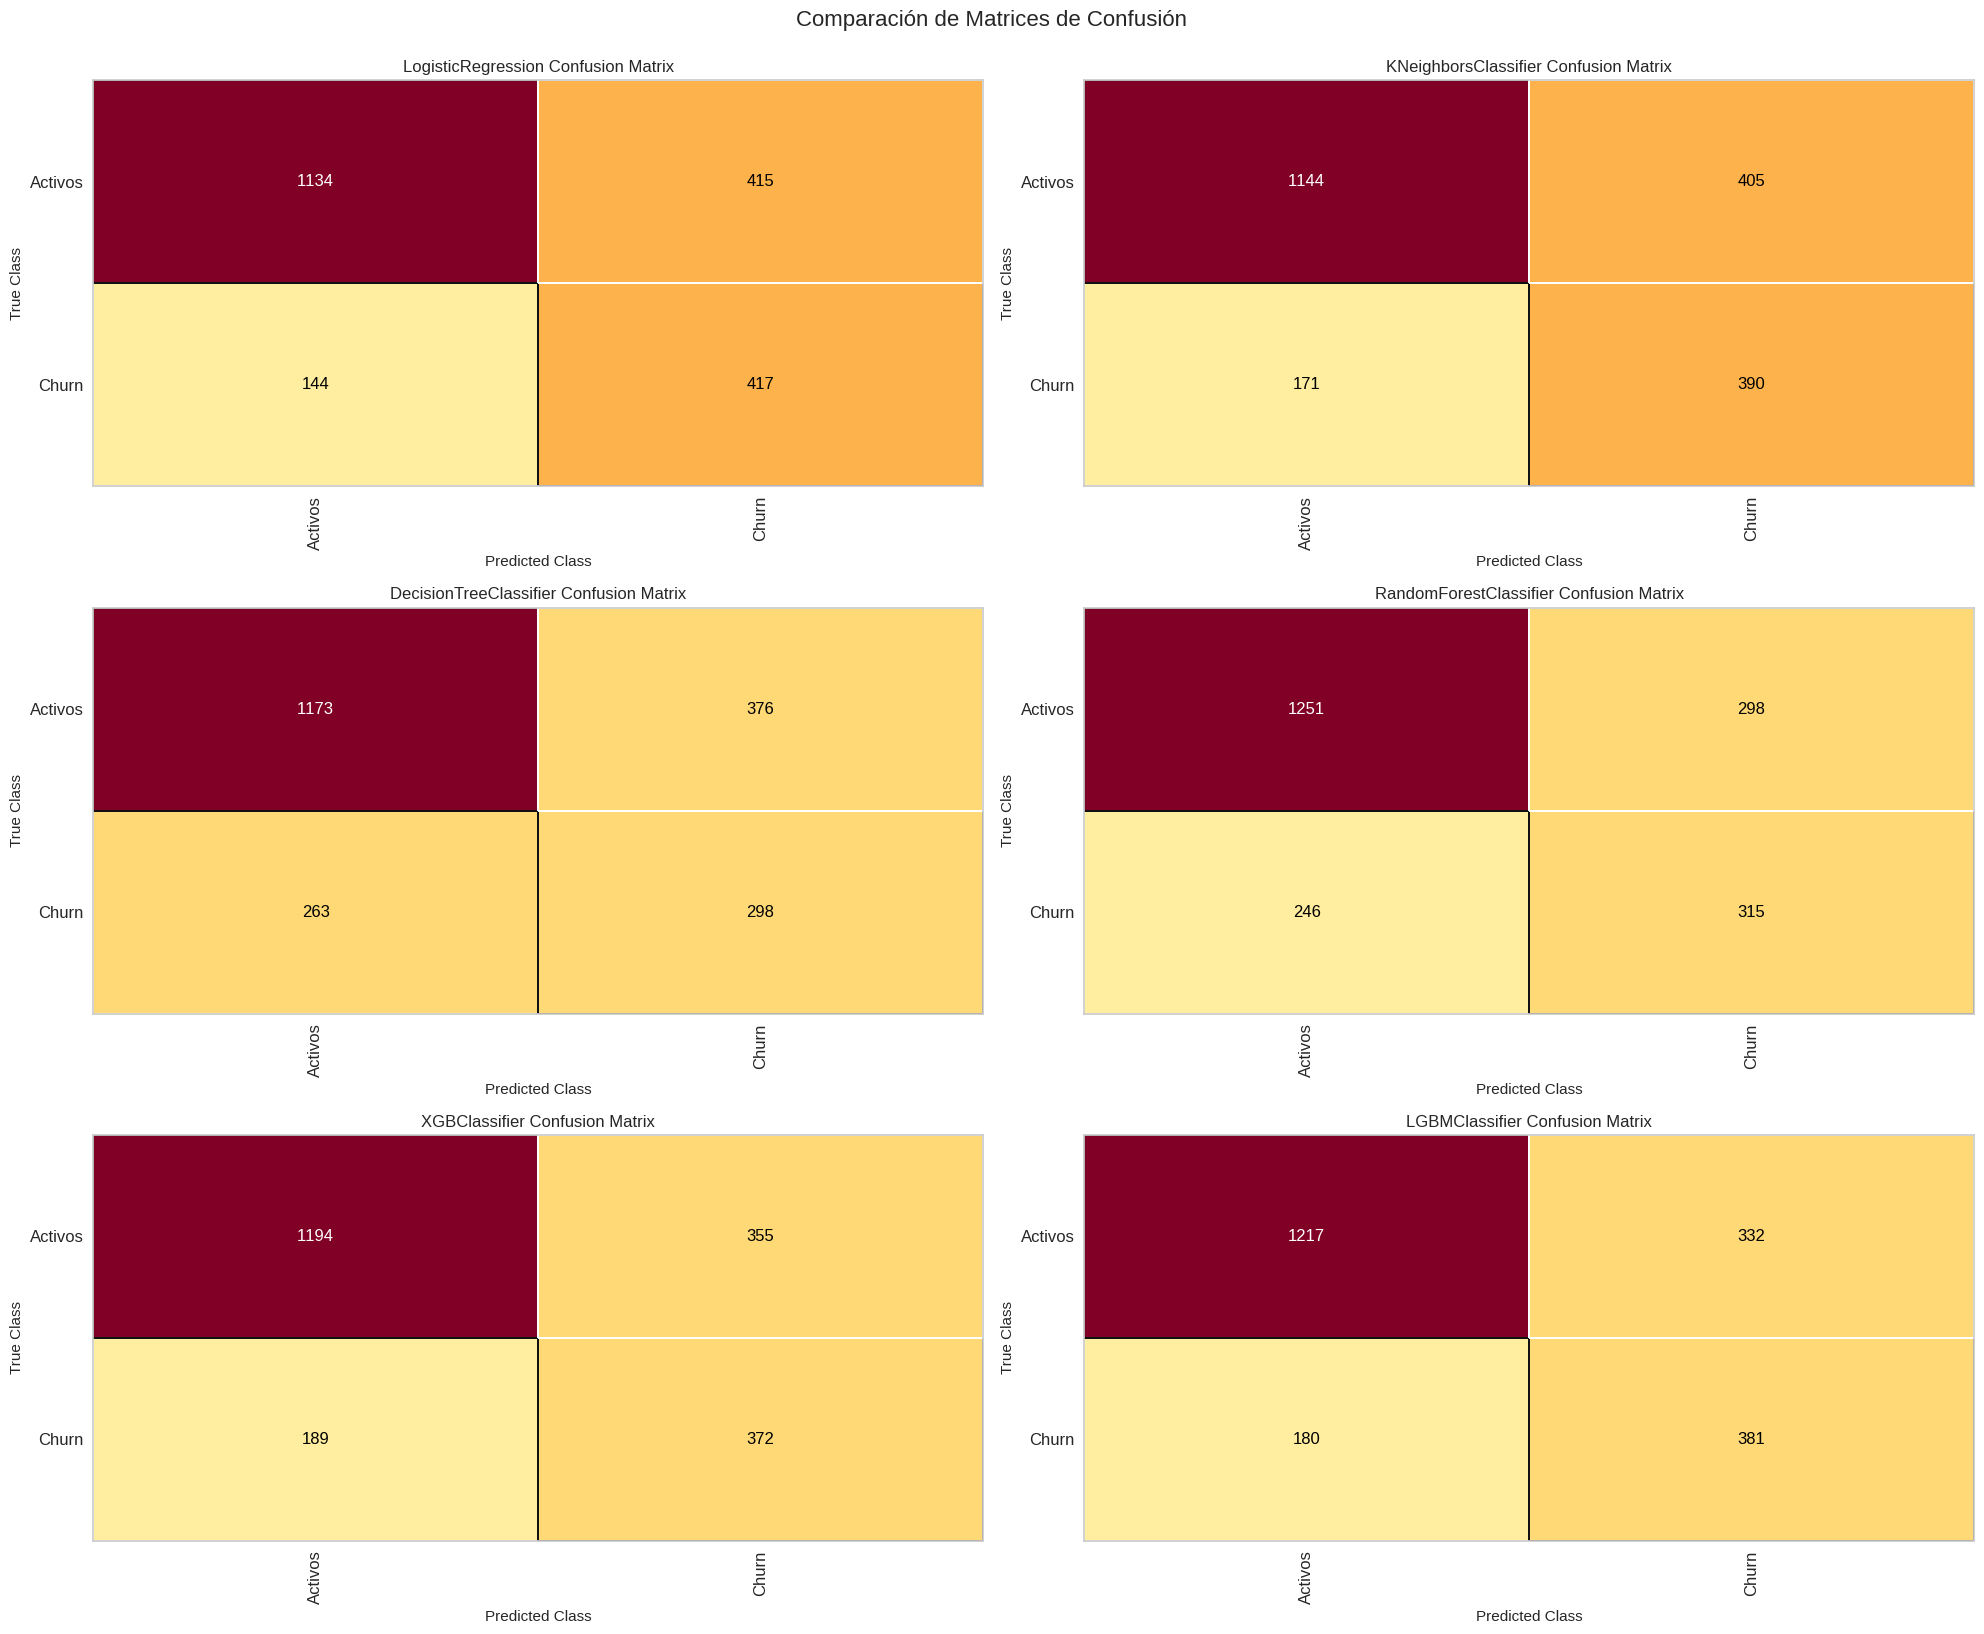 Comparación de Matrices de Confusión
LogisticRegression Confusion Matrix
True Class
Activos
1134
415
Churn
144
417
Activos
Churn
Predicted Class
KNeighborsClassifier Confusion Matrix
True Class
Activos
1144
405
Churn
171
390
Activos
Churn
Predicted Class
DecisionTreeClassifier Confusion Matrix
True Class
Activos
1173
376
Churn
263
298
Activos
Churn
Predicted Class
RandomForestClassifier Confusion Matrix
True Class
Activos
1251
298
Churn
246
315
Activos
Churn
Predicted Class
XGBClassifier Confusion Matrix
True Class
Activos
1194
355
Churn
189
372
Activos
Churn
Predicted Class
LGBMClassifier Confusion Matrix
True Class
Activos
1217
332
Churn
180
381
Activos
Churn
Predicted Class